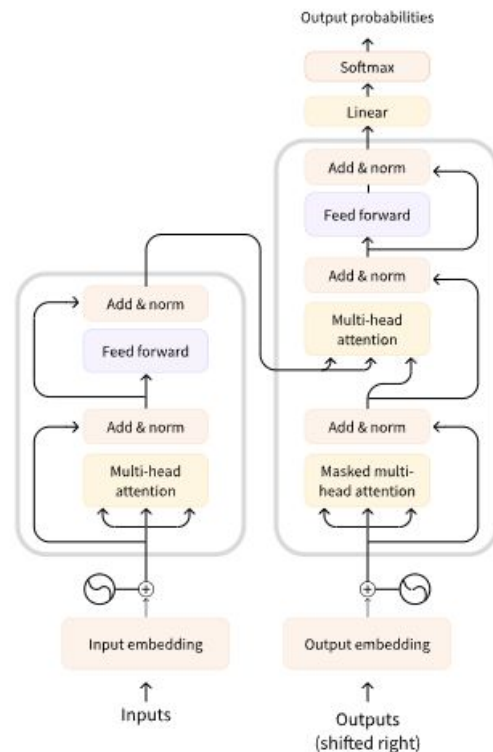 Output probabilities
Softmax
Linear
Add & norm
Feed forward
Add & norm
Multi-head
attention
Add & norm
Masked multi-
head attention
Add & norm
Feed forward
Add & norm
Multi-head
attention
Input embedding
Output embedding
Inputs
Outputs
(shifted right)